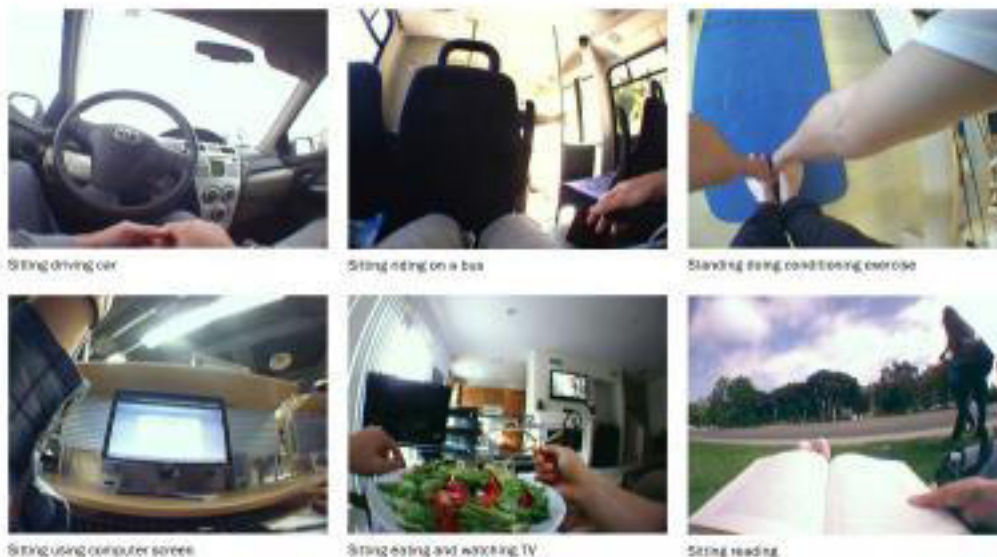 Sitting driving car
Sitting riding on a bus
Standing doing conditioning exercise
Sitting using computer screen
Sitting eating and watching TV
Sitting reading